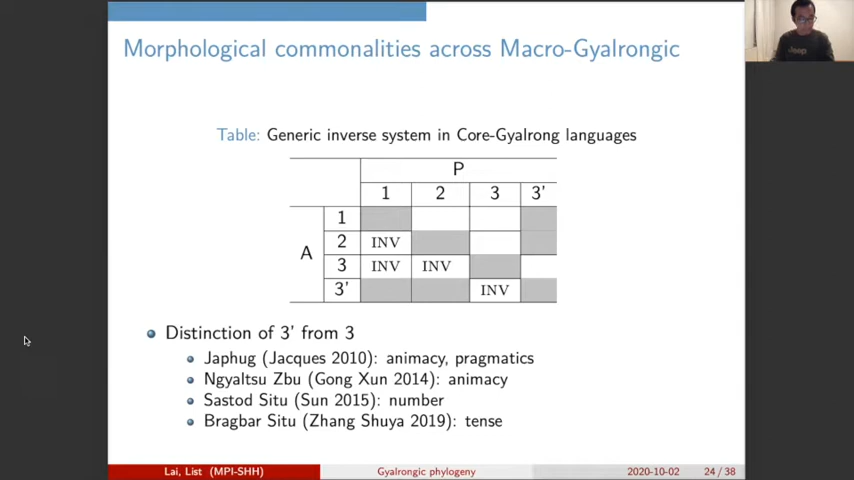 Morphological commonalities across Macro-Gyalrongic
Table: Generic inverse system in Core-Gyalrong languages
P
1 2 3 3'
A
1
2 INV
3 INV INV
3' INV
Distinction of 3' from 3
Japhug (Jacques 2010): animacy, pragmatics
Ngyaltsu Zbu (Gong Xun 2014): animacy
Sastod Situ (Sun 2015): number
Bragbar Situ (Zhang Shuya 2019): tense
Lai, List (MPI-SHH) Gyalrongic phylogeny 2020-10-02 24 / 38
Jeep